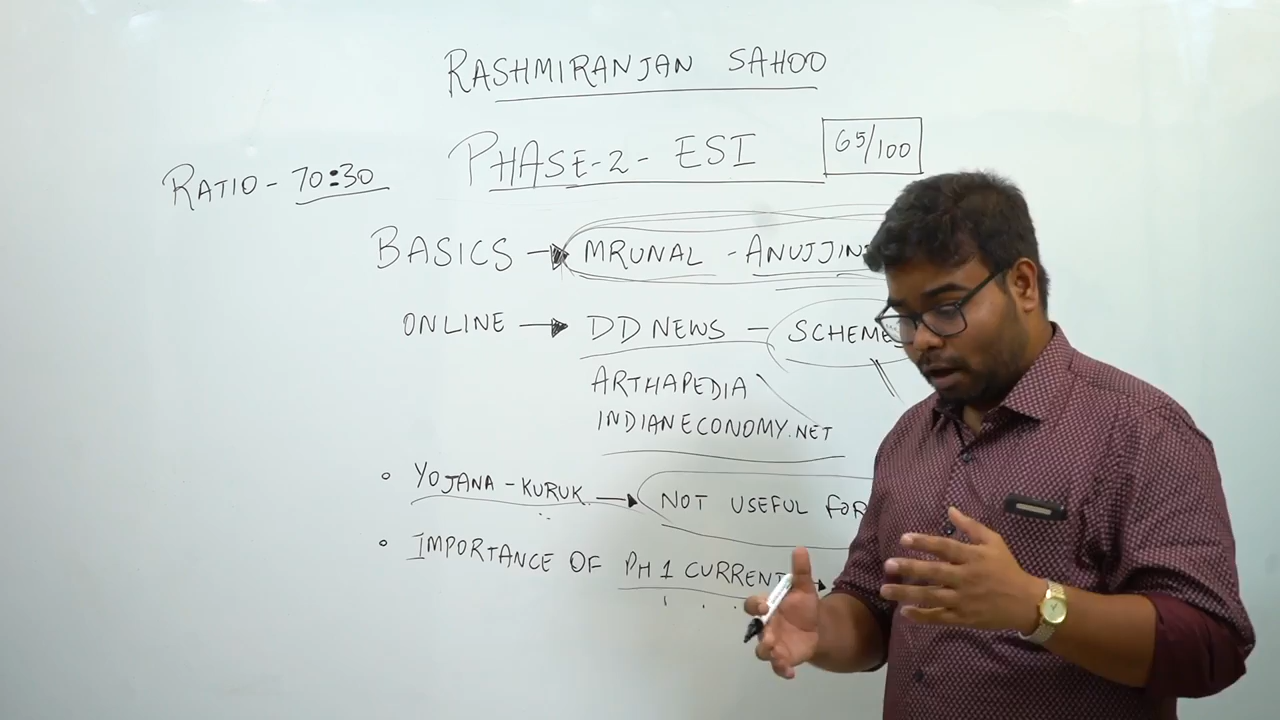 RASHMIRANJAN SAHOO
PHASE-2 - ESI 65/100
RATIO - 70:30
BASICS → MRUNAL - ANUJJIN
ONLINE → DD NEWS - SCHEMES
ARTHAPEDIA
INDIANECONOMY.NET
• YOJANA - KURUK → NOT USEFUL FOR
• IMPORTANCE OF PH 1 CURRENT →